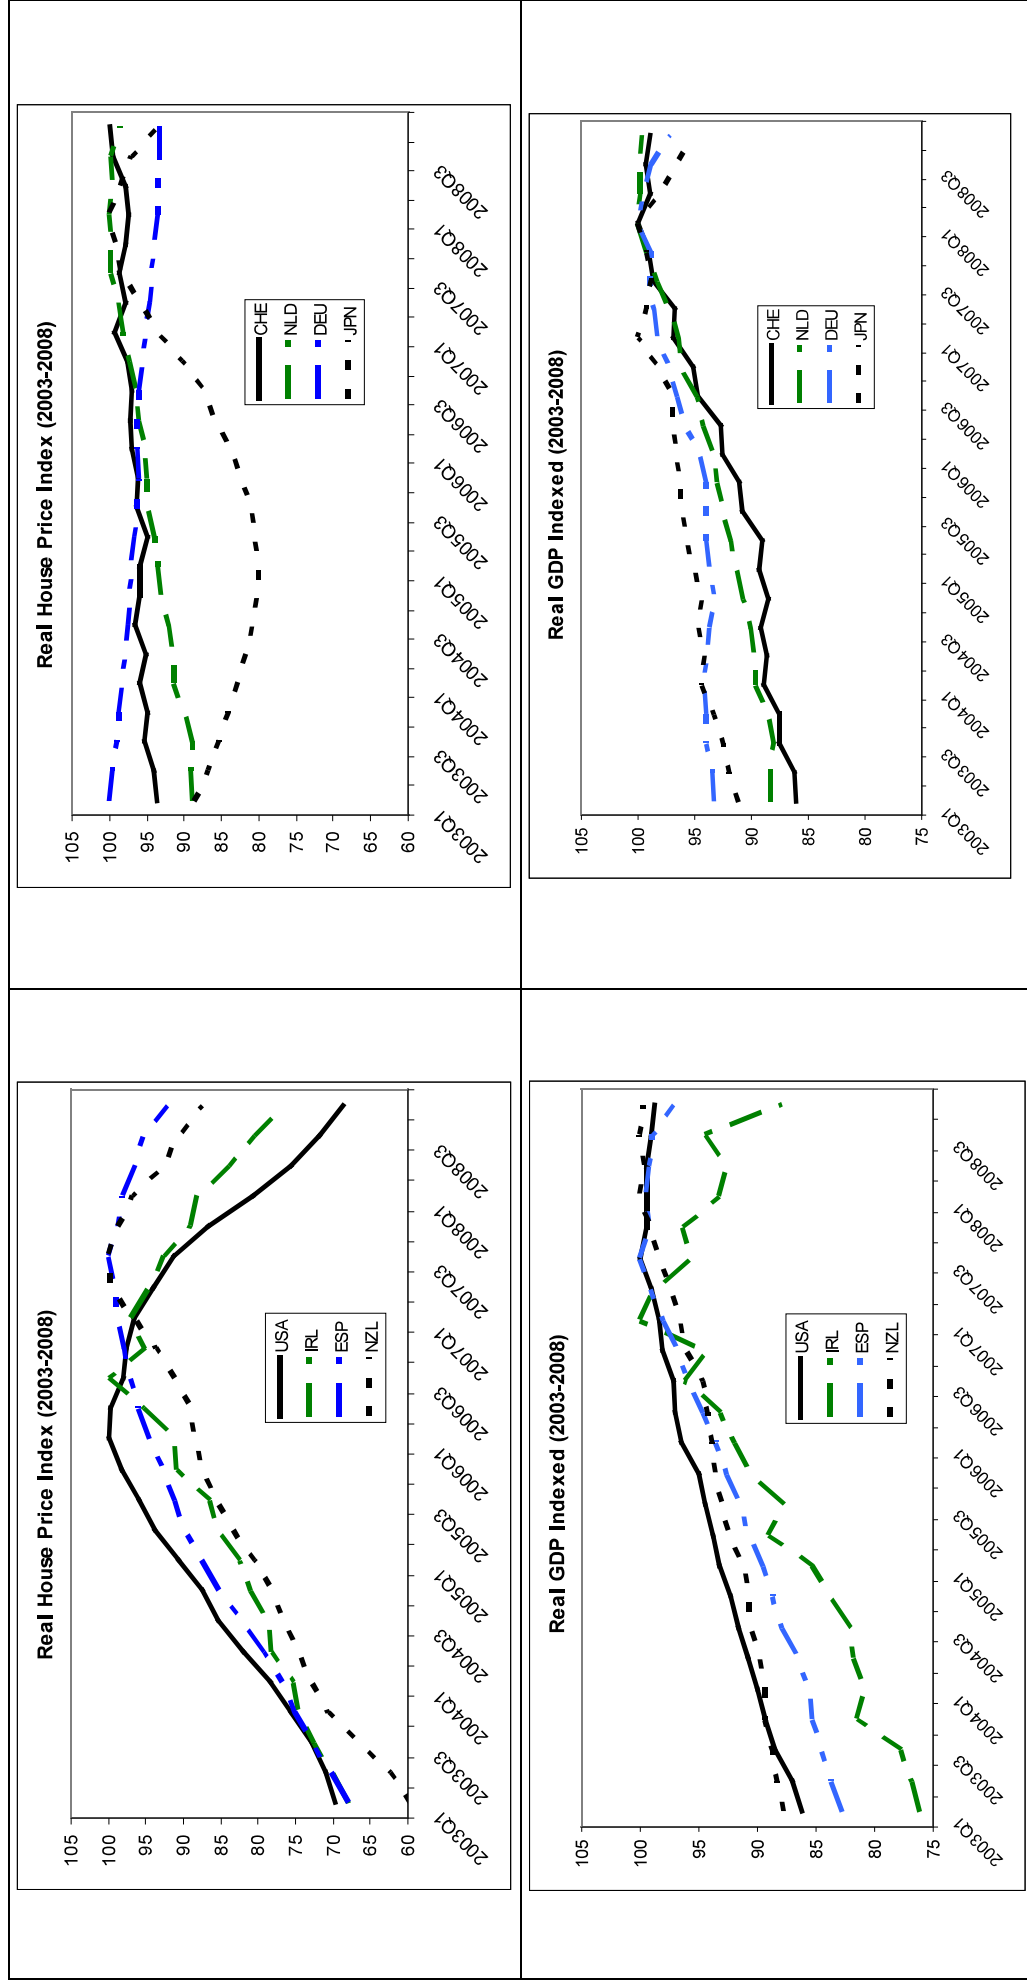 Real House Price Index (2003-2008)
105
100
95
90
85
80
75
70
65
60
2003Q1
2003Q3
2004Q1
2004Q3
2005Q1
2005Q3
2006Q1
2006Q3
2007Q1
2007Q3
2008Q1
2008Q3
USA
IRL
ESP
NZL
Real House Price Index (2003-2008)
105
100
95
90
85
80
75
70
65
60
2003Q1
2003Q3
2004Q1
2004Q3
2005Q1
2005Q3
2006Q1
2006Q3
2007Q1
2007Q3
2008Q1
2008Q3
CHE
NLD
DEU
JPN
Real GDP Indexed (2003-2008)
105
100
95
90
85
80
75
2003Q1
2003Q3
2004Q1
2004Q3
2005Q1
2005Q3
2006Q1
2006Q3
2007Q1
2007Q3
2008Q1
2008Q3
USA
IRL
ESP
NZL
Real GDP Indexed (2003-2008)
105
100
95
90
85
80
75
2003Q1
2003Q3
2004Q1
2004Q3
2005Q1
2005Q3
2006Q1
2006Q3
2007Q1
2007Q3
2008Q1
2008Q3
CHE
NLD
DEU
JPN